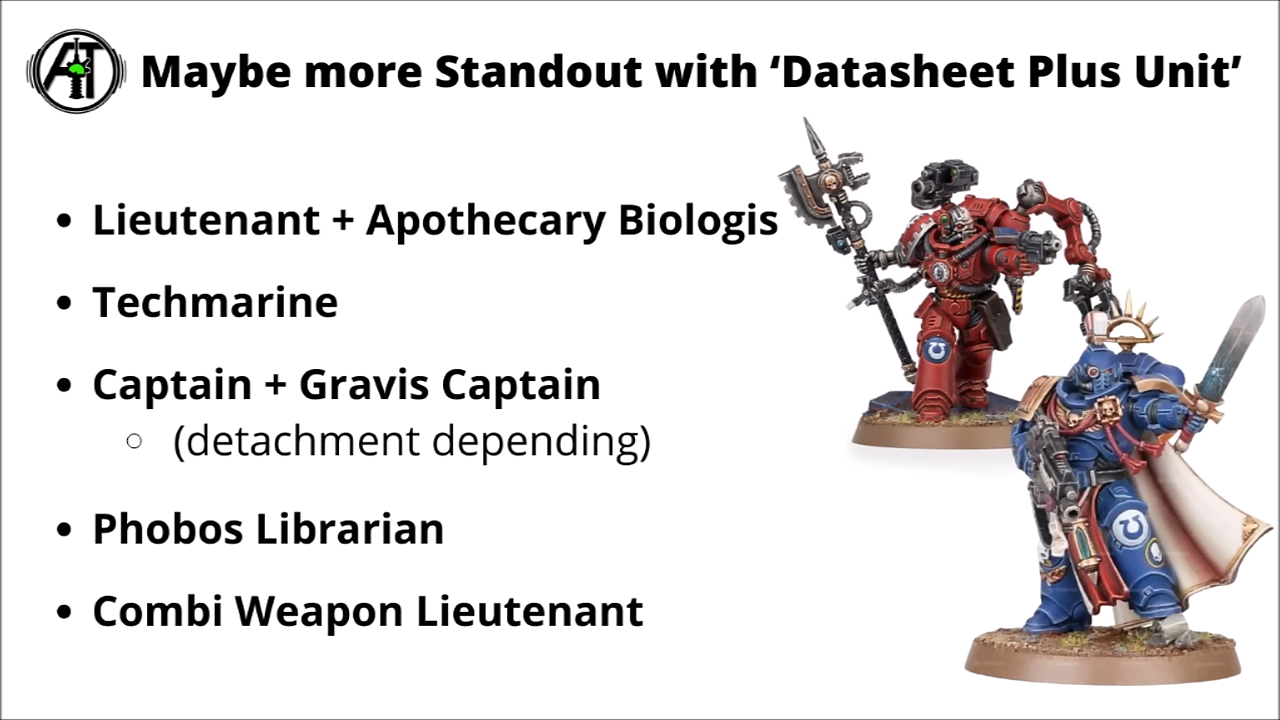 AT
Maybe more Standout with ‘Datasheet Plus Unit’
• Lieutenant + Apothecary Biologis
• Techmarine
• Captain + Gravis Captain
○ (detachment depending)
• Phobos Librarian
• Combi Weapon Lieutenant